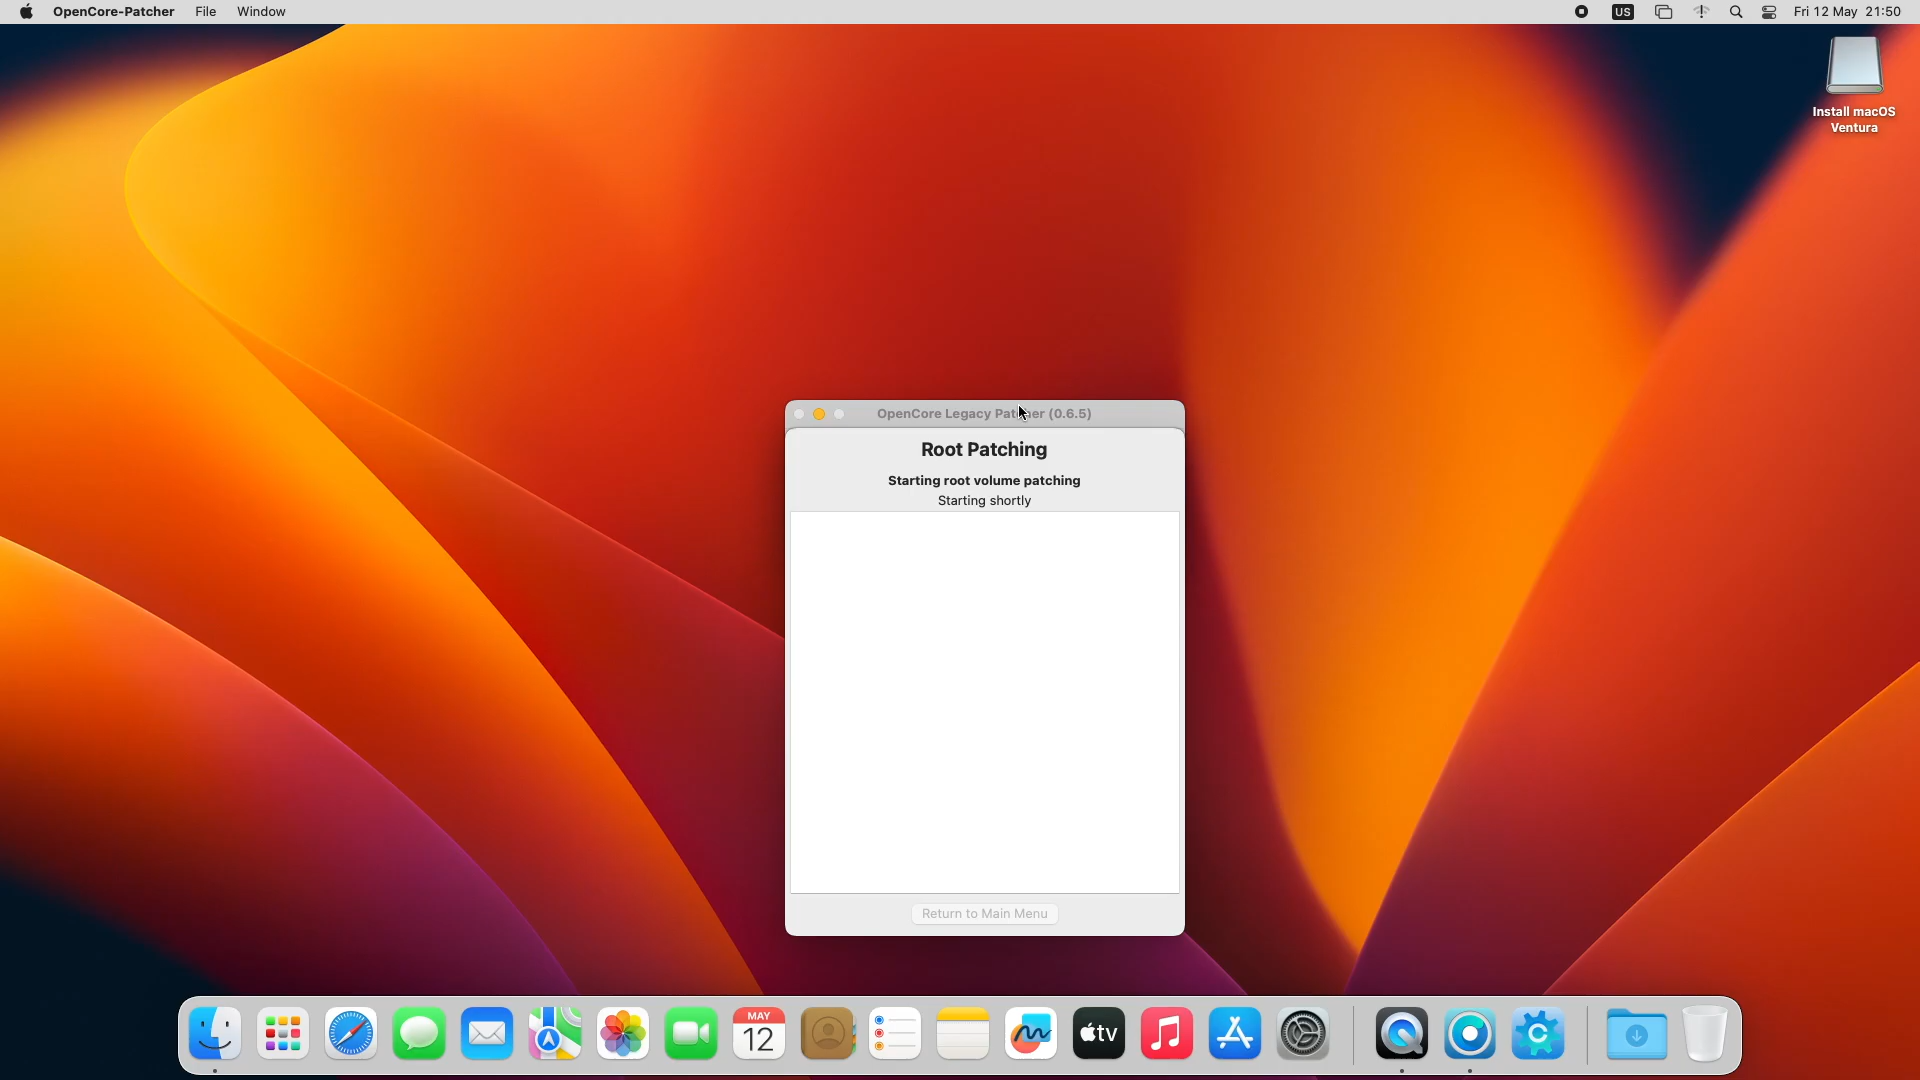 OpenCore-Patcher File Window US Fri 12 May 21:50
Install macOS
Ventura
OpenCore Legacy Patcher (0.6.5)
Root Patching
Starting root volume patching
Starting shortly
Return to Main Menu
MAY
12
tv